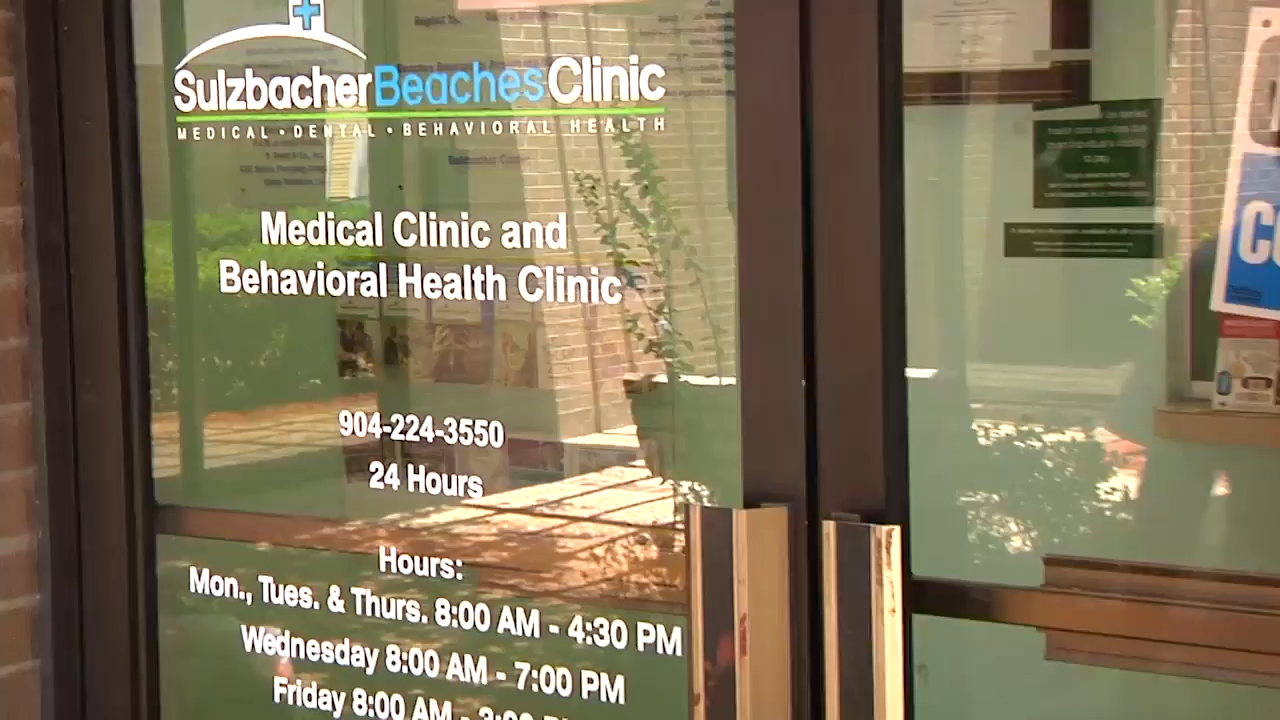 SulzbacherBeachesClinic
MEDICAL • DENTAL • BEHAVIORAL HEALTH
Medical Clinic and
Behavioral Health Clinic
904-224-3550
24 Hours
Hours:
Mon., Tues. & Thurs. 8:00 AM - 4:30 PM
Wednesday 8:00 AM - 7:00 PM
Friday 8:00 AM -